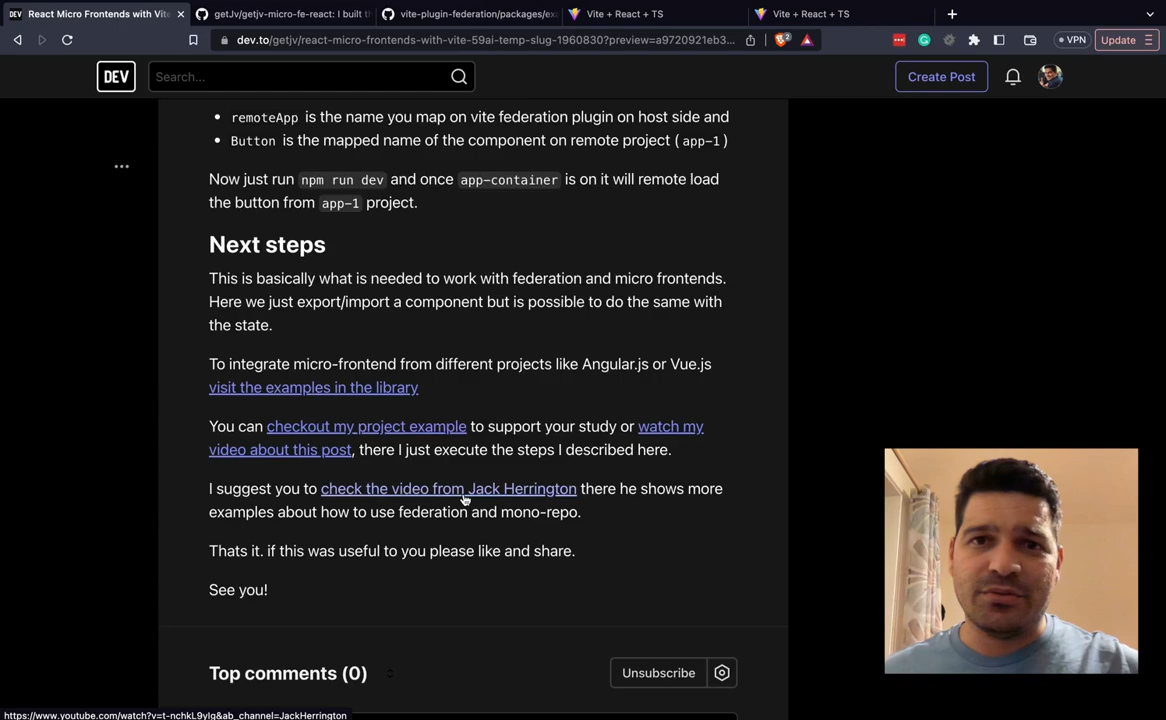 DEV React Micro Frontends with Vit
getJv/getjv-micro-fe-react: I built t
vite-plugin-federation/packages/ex
Vite + React + TS
Vite + React + TS
dev.to/getjv/react-micro-frontends-with-vite-59ai-temp-slug-1960830?preview=a9720921eb3...
2
VPN
Update
DEV
Search...
Create Post
remoteApp is the name you map on vite federation plugin on host side and
Button is the mapped name of the component on remote project ( app-1 )
Now just run npm run dev and once app-container is on it will remote load
the button from app-1 project.
Next steps
This is basically what is needed to work with federation and micro frontends.
Here we just export/import a component but is possible to do the same with
the state.
To integrate micro-frontend from different projects like Angular.js or Vue.js
visit the examples in the library
You can checkout my project example to support your study or watch my
video about this post, there I just execute the steps I described here.
I suggest you to check the video from Jack Herrington there he shows more
examples about how to use federation and mono-repo.
Thats it. if this was useful to you please like and share.
See you!
Top comments (0)
Unsubscribe
https://www.youtube.com/watch?v=t-nchkL9yIg&ab_channel=JackHerrington